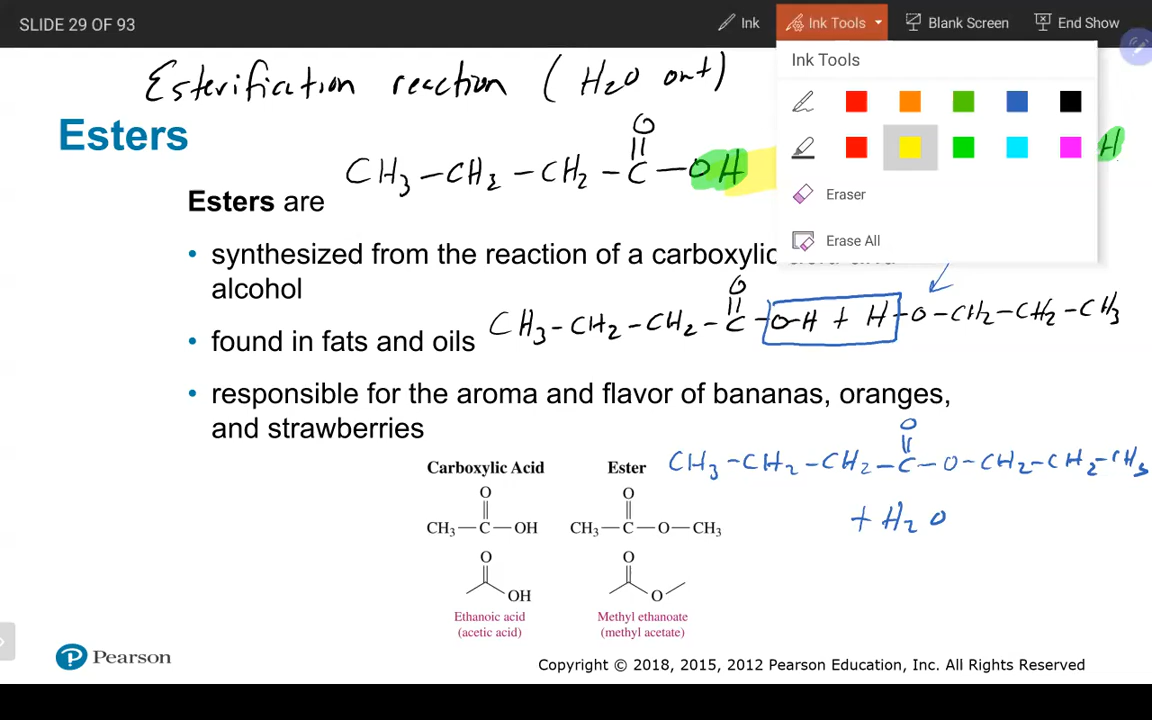 SLIDE 29 OF 93
Ink
Ink Tools
Blank Screen
End Show
Ink Tools
Eraser
Erase All
Esterification reaction (H2O out)
Esters
O
CH3-CH2-CH2-C-OH
H
Esters are
• synthesized from the reaction of a carboxylic
alcohol
O
CH3-CH2-CH2-C-O-H + H-O-CH2-CH2-CH3
• found in fats and oils
• responsible for the aroma and flavor of bananas, oranges,
and strawberries
O
CH3-CH2-CH2-C-O-CH2-CH2-CH3
+ H2O
Carboxylic Acid
O
CH3—C—OH
O
OH
Ethanoic acid
(acetic acid)
Ester
O
CH3—C—O—CH3
O
O
Methyl ethanoate
(methyl acetate)
P Pearson
Copyright © 2018, 2015, 2012 Pearson Education, Inc. All Rights Reserved